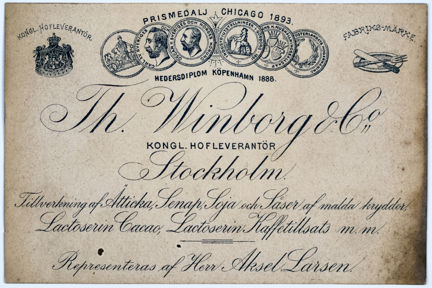 PRISMEDALJ CHICAGO 1893.
KONGL. HOFLEVERANTÖR.
FABRIKS-MÄRKE.
HEDERSDIPLOM KÖPENHAMN 1888.
Th. Winborg & Co.
KONGL. HOFLEVERANTÖR
Stockholm.
Tillverkning af Ätticka, Senap, Soja och Såser af malda kryddor,
Lactoserin Cacao, Lactoserin Kaffetillsats m. m.
Representeras af Herr Aksel Larsen.